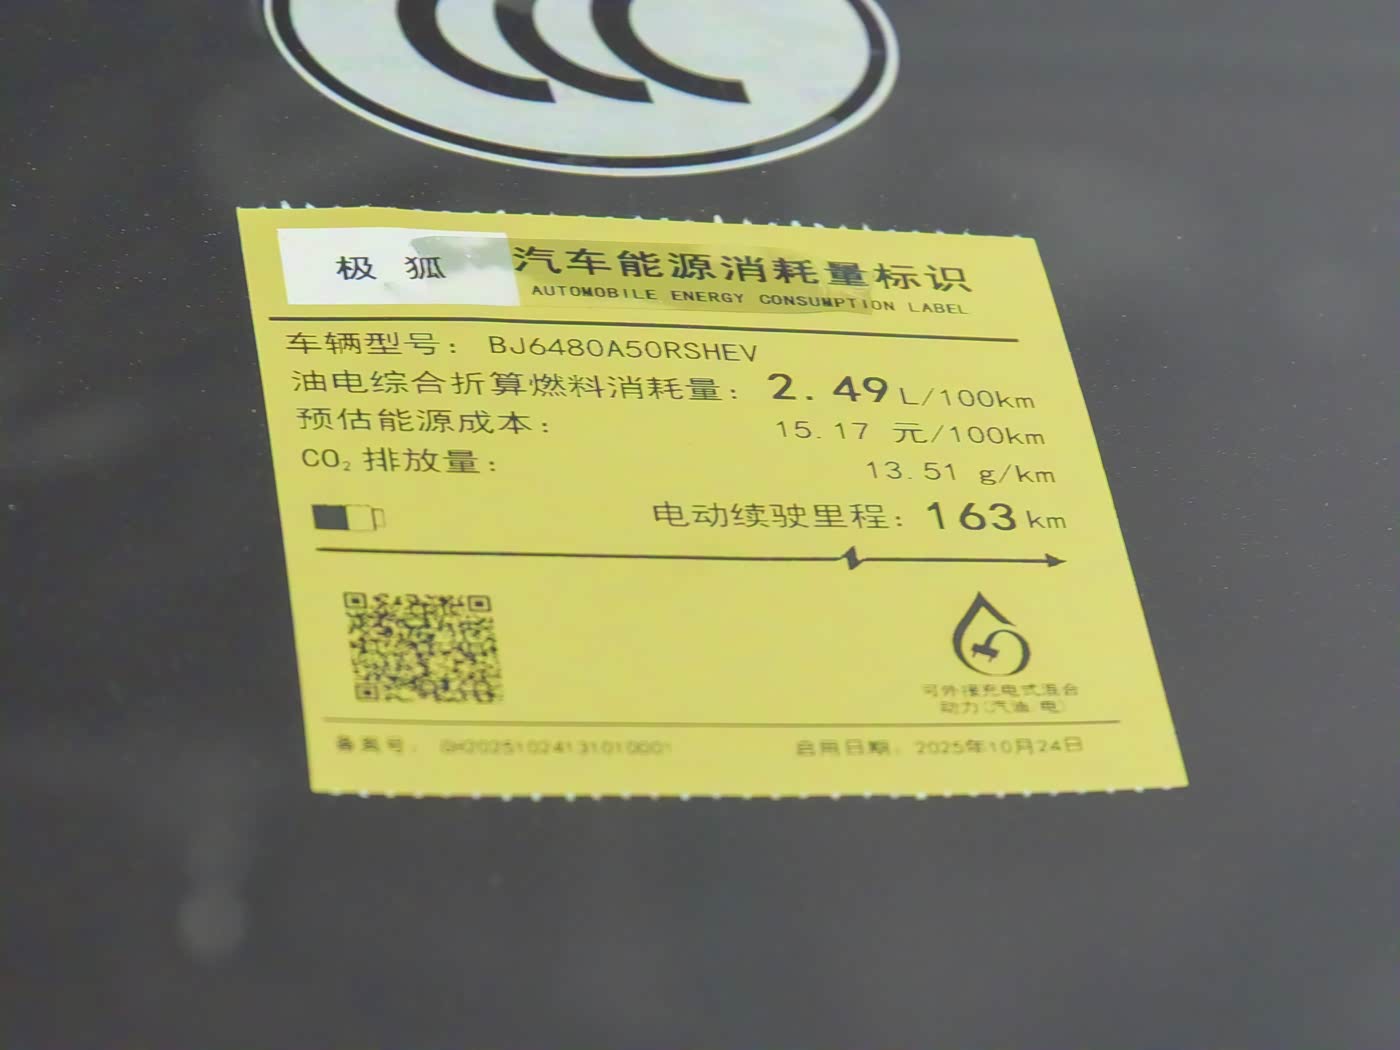 CCC
极 狐
汽车能源消耗量标识
AUTOMOBILE ENERGY CONSUMPTION LABEL
车辆型号: BJ6480A50RSHEV
油电综合折算燃料消耗量: 2.49 L/100km
预估能源成本: 15.17 元/100km
CO₂排放量: 13.51 g/km
电动续驶里程: 163 km
可外接充电式混合
动力(汽油 电)
备案号:
启用日期: 2025年10月24日